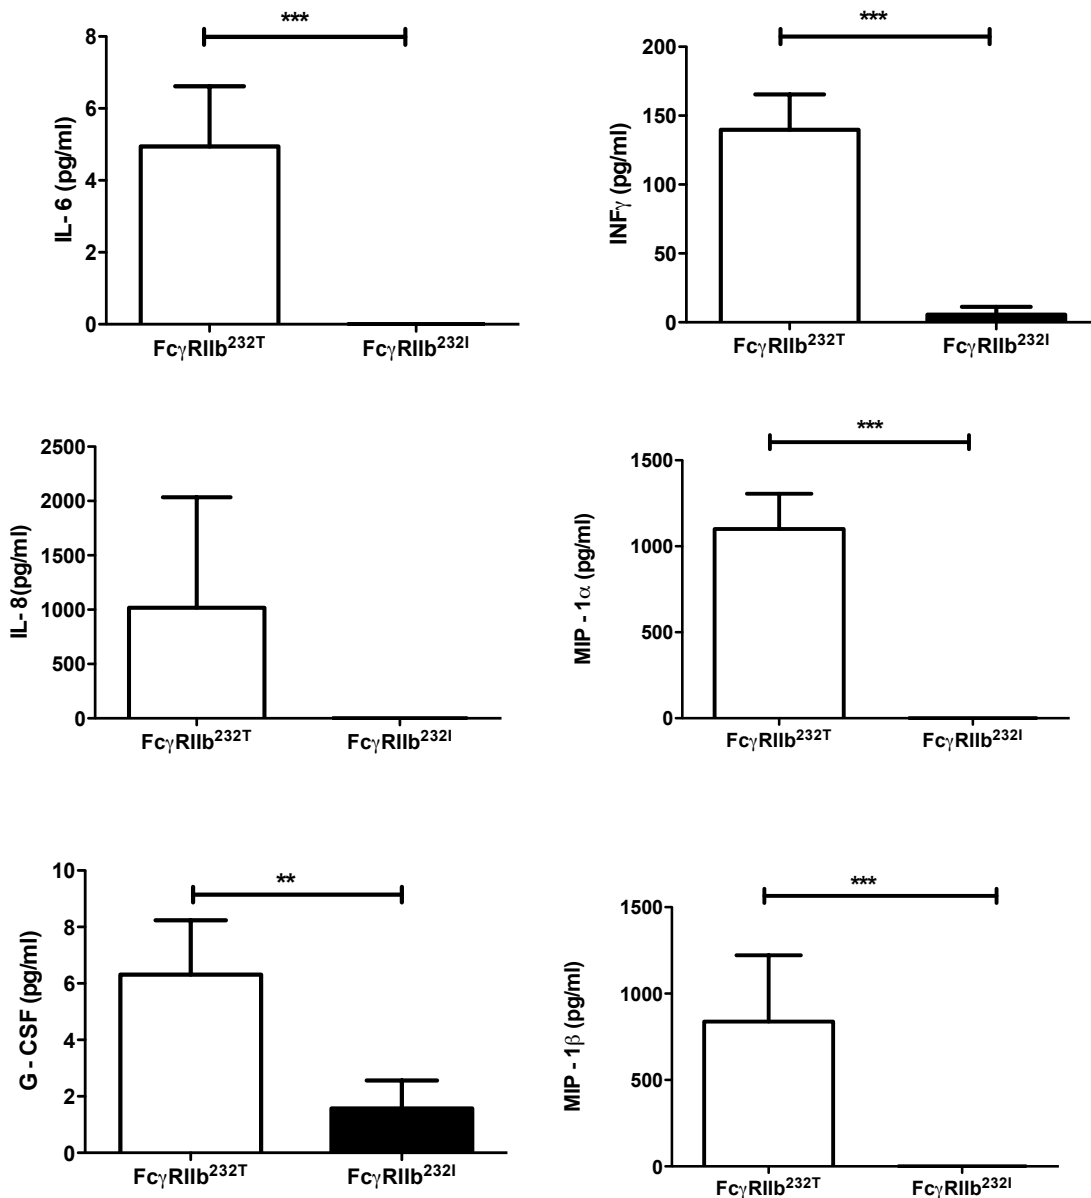 ***
IL- 6 (pg/ml)
8
6
4
2
0
FcγRIIb232T FcγRIIb232I
***
INFγ (pg/ml)
200
150
100
50
0
FcγRIIb232T FcγRIIb232I
IL- 8(pg/ml)
2500
2000
1500
1000
500
0
FcγRIIb232T FcγRIIb232I
***
MIP - 1α (pg/ml)
1500
1000
500
0
FcγRIIb232T FcγRIIb232I
**
G - CSF (pg/ml)
10
8
6
4
2
0
FcγRIIb232T FcγRIIb232I
***
MIP - 1β (pg/ml)
1500
1000
500
0
FcγRIIb232T FcγRIIb232I